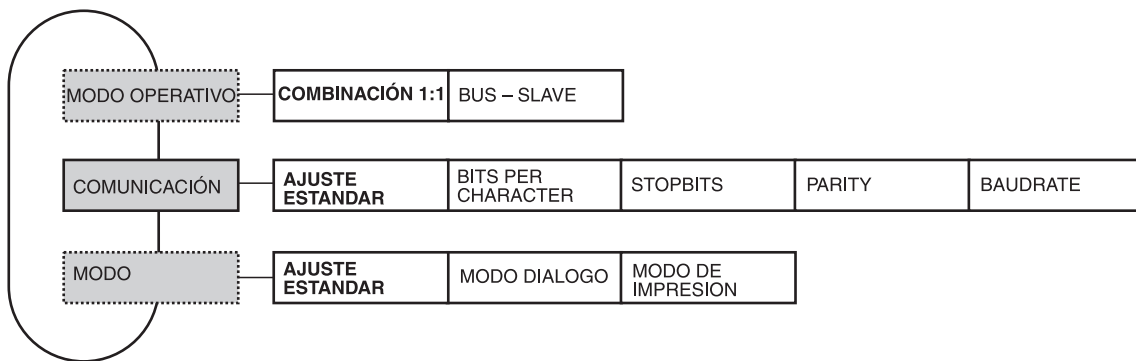 MODO OPERATIVO
COMBINACIÓN 1:1
BUS – SLAVE
COMUNICACIÓN
AJUSTE
ESTANDAR
BITS PER
CHARACTER
STOPBITS
PARITY
BAUDRATE
MODO
AJUSTE
ESTANDAR
MODO DIALOGO
MODO DE
IMPRESION